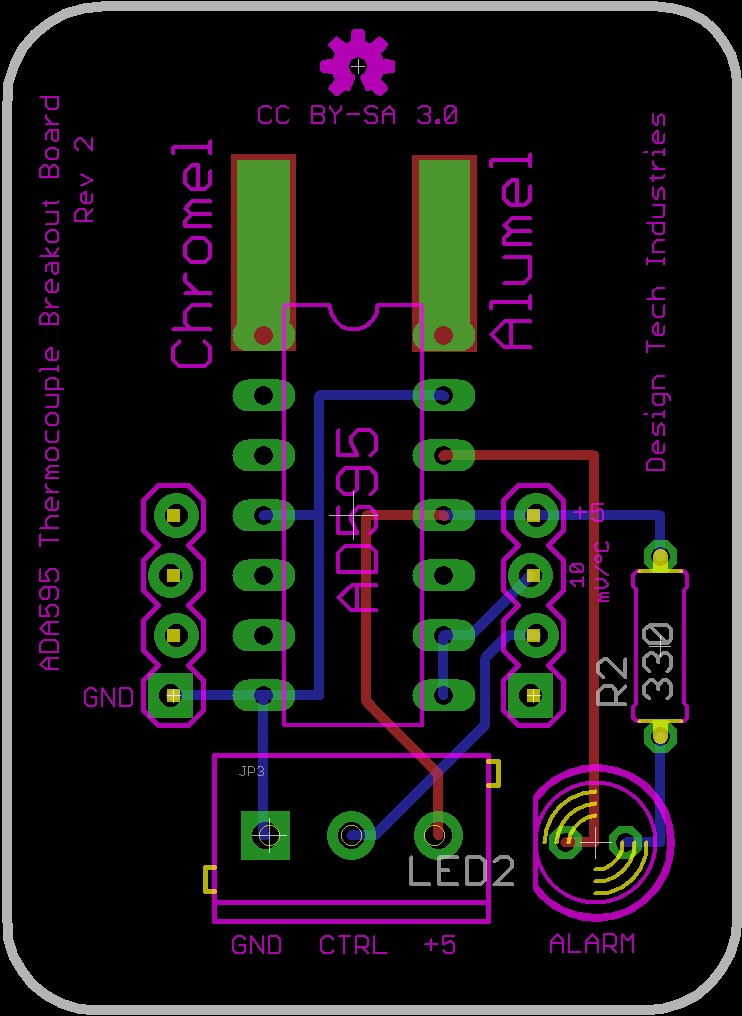 CC BY-SA 3.0
ADA595 Thermocouple Breakout Board
Rev 2
Chromel
Alumel
Design Tech Industries
AD595
+5
10
mV/°C
GND
R2
330
JP3
LED2
GND CTRL +5
ALARM